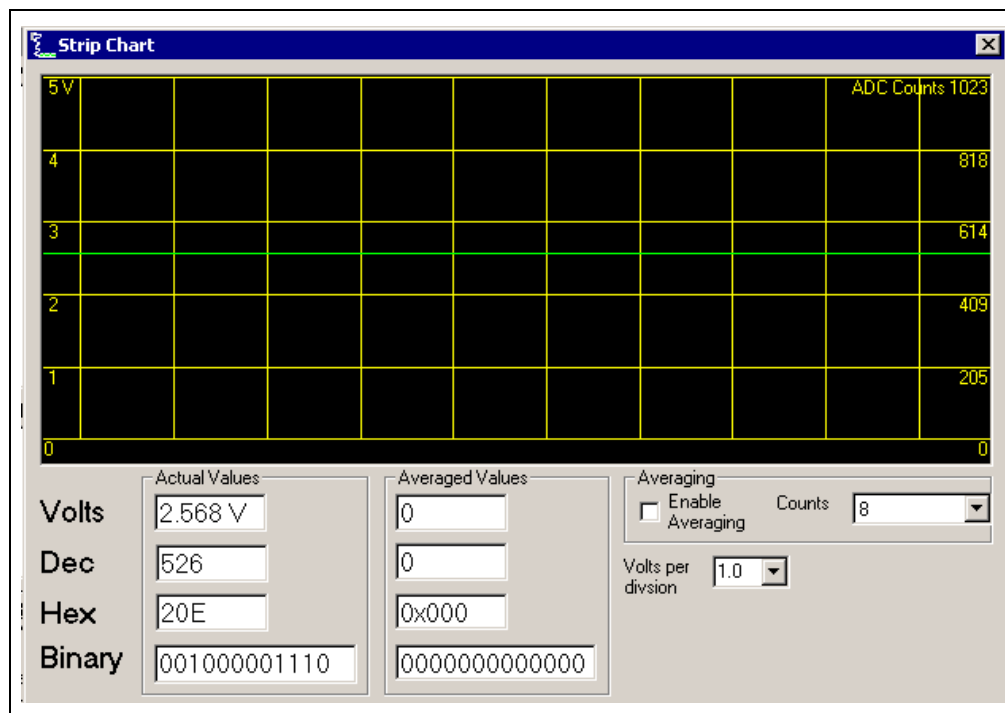 Strip Chart
5 V
ADC Counts 1023
4
818
3
614
2
409
1
205
0
0
Actual Values
Averaged Values
Averaging
Volts
2.568 V
0
Enable
Averaging
Counts
8
Dec
526
0
Volts per
divsion
1.0
Hex
20E
0x000
Binary
001000001110
0000000000000